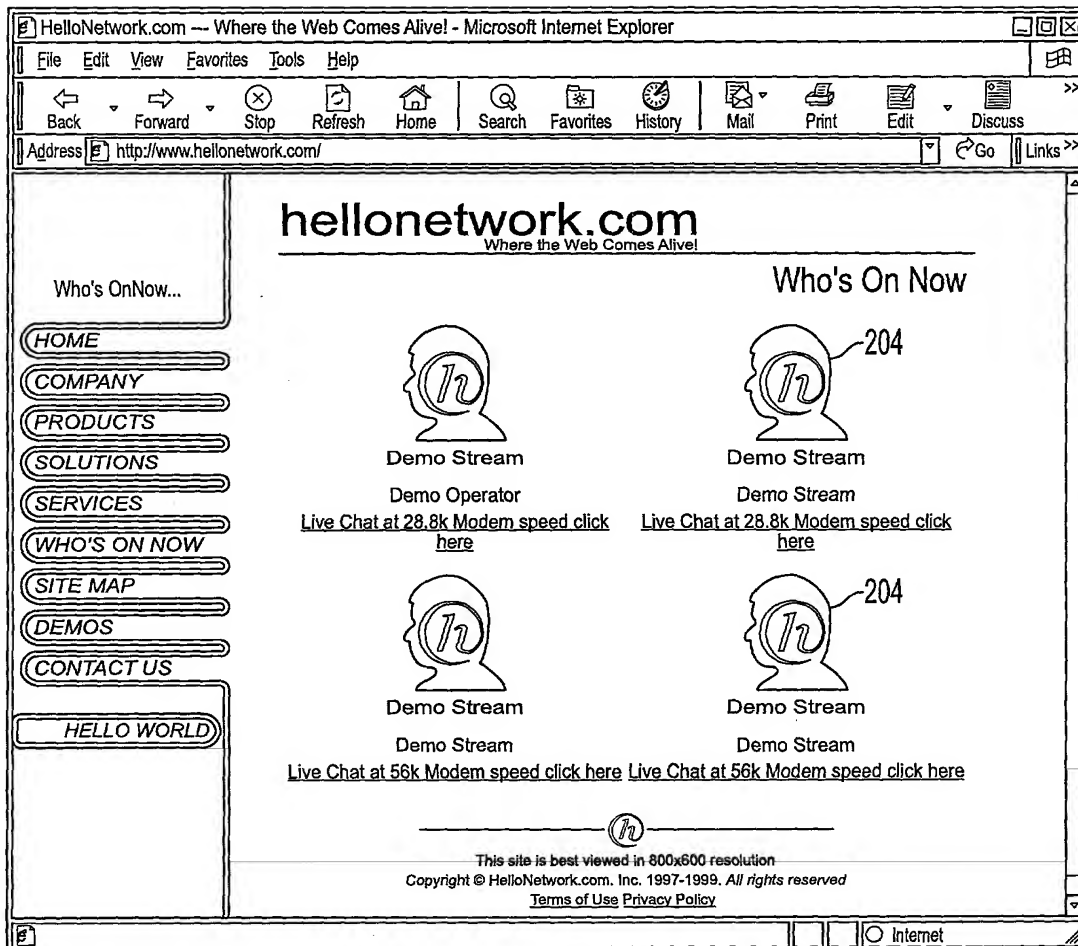 HelloNetwork.com --- Where the Web Comes Alive! - Microsoft Internet Explorer
File Edit View Favorites Tools Help
Back Forward Stop Refresh Home Search Favorites History Mail Print Edit Discuss >>
Address http://www.hellonetwork.com/ Go Links >>
hellonetwork.com
Where the Web Comes Alive!
Who's On Now
Who's OnNow...
HOME
COMPANY
PRODUCTS
SOLUTIONS
SERVICES
WHO'S ON NOW
SITE MAP
DEMOS
CONTACT US
HELLO WORLD
h
Demo Stream
Demo Operator
Live Chat at 28.8k Modem speed click
here
h
204
Demo Stream
Demo Stream
Live Chat at 28.8k Modem speed click
here
h
Demo Stream
Demo Stream
Live Chat at 56k Modem speed click here
h
204
Demo Stream
Demo Stream
Live Chat at 56k Modem speed click here
h
This site is best viewed in 800x600 resolution
Copyright © HelloNetwork.com. Inc. 1997-1999. All rights reserved
Terms of Use Privacy Policy
Internet